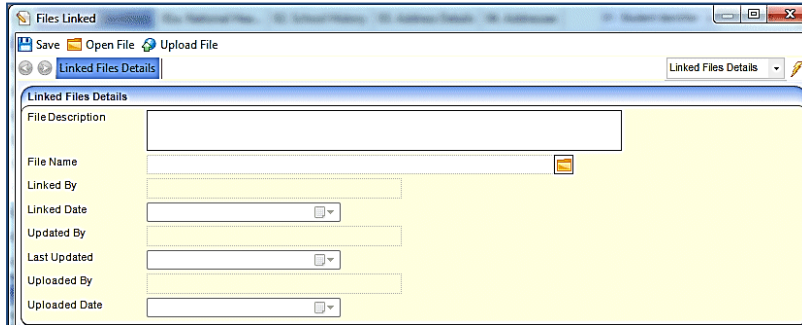 Files Linked
Save Open File Upload File
Linked Files Details Linked Files Details
Linked Files Details
File Description
File Name
Linked By
Linked Date
Updated By
Last Updated
Uploaded By
Uploaded Date